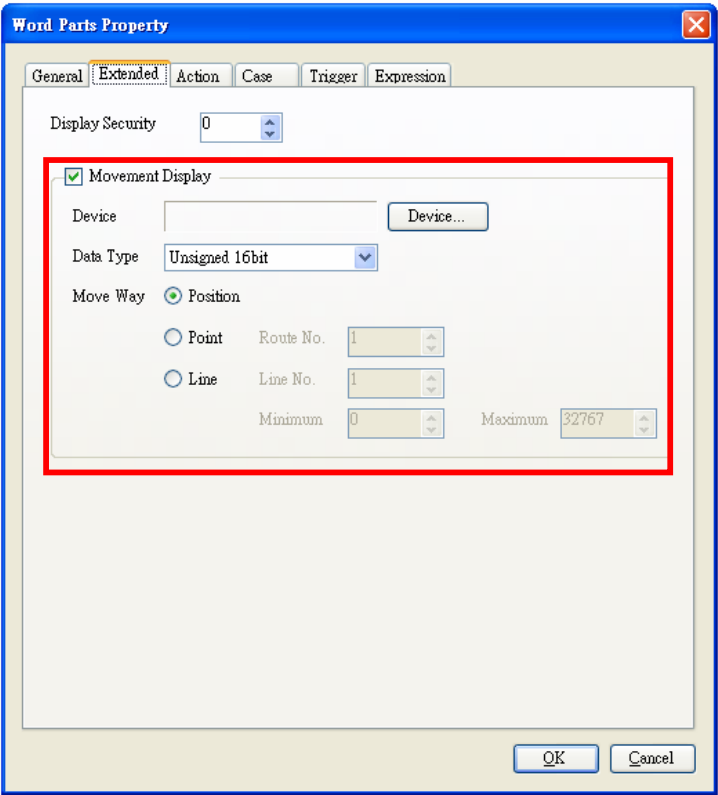 Word Parts Property
General Extended Action Case Trigger Expression
Display Security 0
Movement Display
Device Device...
Data Type Unsigned 16bit
Move Way Position
Point Route No. 1
Line Line No. 1
Minimum 0 Maximum 32767
OK Cancel